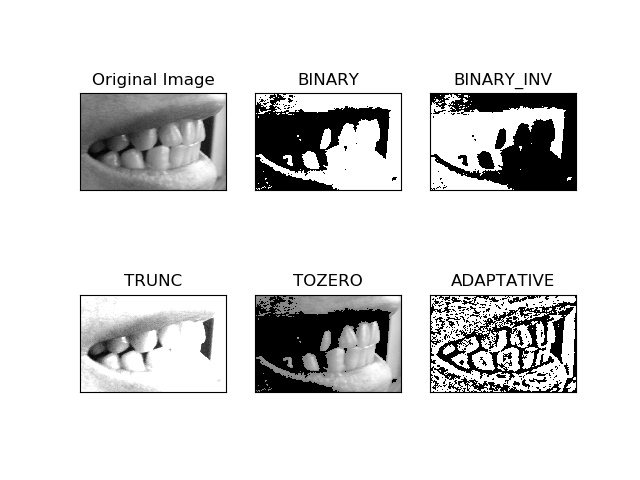 Original Image
BINARY
BINARY_INV
TRUNC
TOZERO
ADAPTATIVE